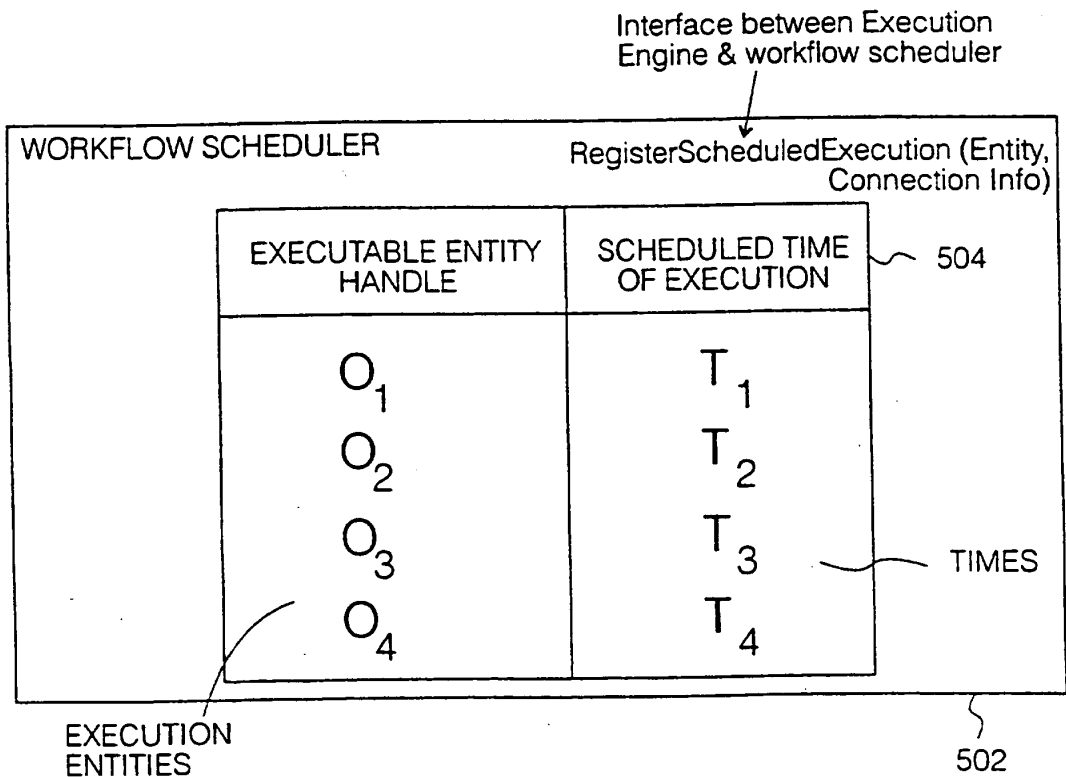 Interface between Execution
Engine & workflow scheduler
WORKFLOW SCHEDULER
RegisterScheduledExecution (Entity,
Connection Info)
EXECUTABLE ENTITY
HANDLE
SCHEDULED TIME
OF EXECUTION
504
O1
T1
O2
T2
O3
T3
TIMES
O4
T4
EXECUTION
ENTITIES
502